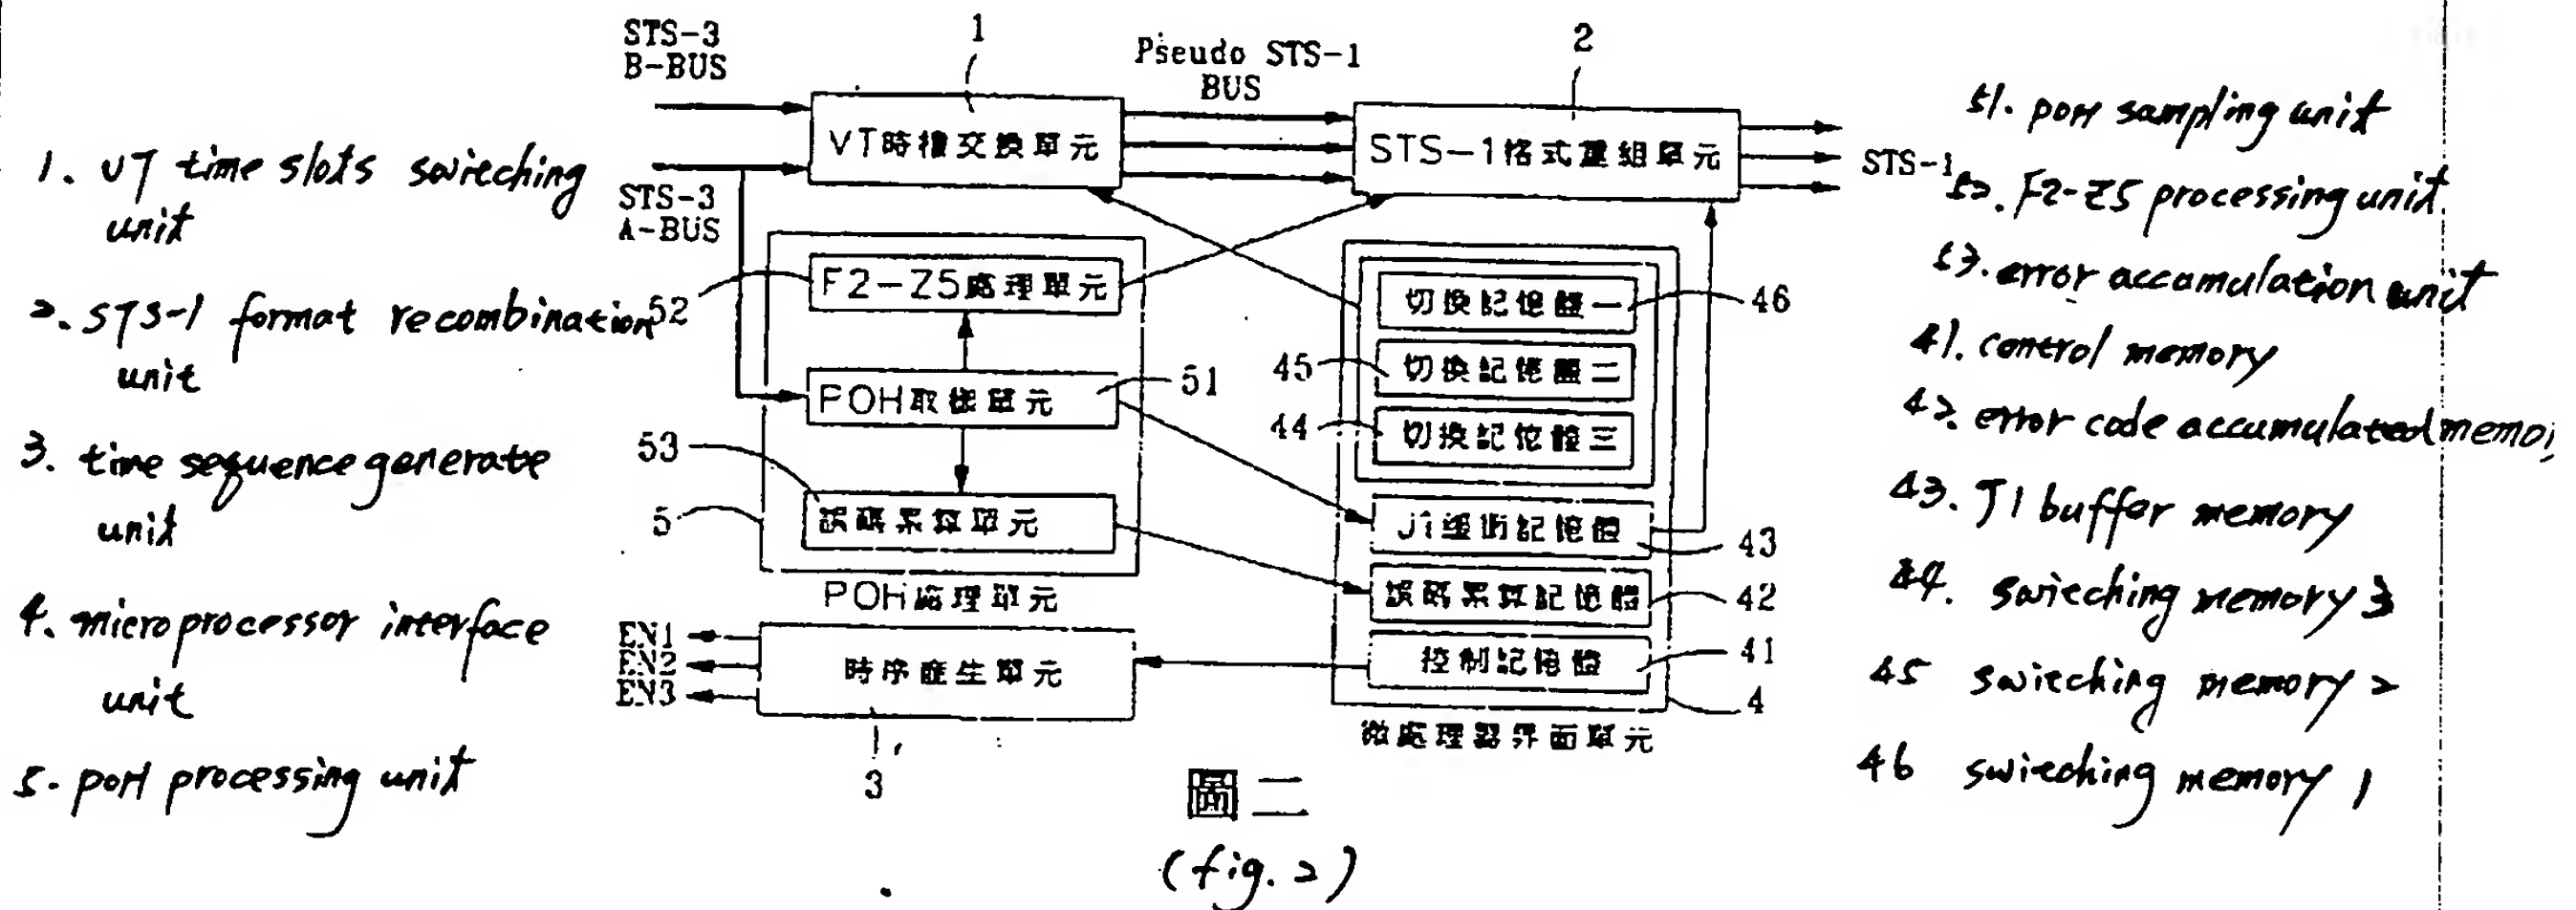 STS-3
B-BUS
1
Pseudo STS-1
BUS
2
VT時槽交換單元
STS-1格式重組單元
STS-1
STS-3
A-BUS
F2-Z5處理單元
52
POH取樣單元
51
53
誤碼累算單元
5
POH處理單元
切換記憶體一
46
45
切換記憶體二
44
切換記憶體三
J1緩衝記憶體
43
誤碼累算記憶體
42
控制記憶體
41
4
微處理器界面單元
EN1
EN2
EN3
時序產生單元
3
圖二
(fig. 2)
1. VT time slots switching
unit
2. STS-1 format recombination
unit
3. time sequence generate
unit
4. microprocessor interface
unit
5. POH processing unit
51. POH sampling unit
52. F2-Z5 processing unit
53. error accumulation unit
41. control memory
42. error code accumulated memor
43. J1 buffer memory
44. switching memory 3
45 switching memory 2
46 switching memory 1